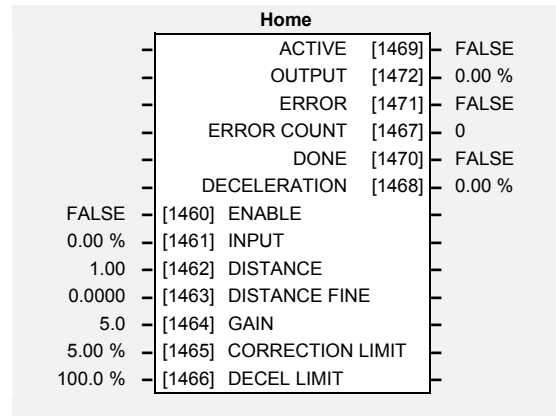 Home
ACTIVE [1469] – FALSE
OUTPUT [1472] – 0.00 %
ERROR [1471] – FALSE
ERROR COUNT [1467] – 0
DONE [1470] – FALSE
DECELERATION [1468] – 0.00 %
FALSE – [1460] ENABLE
0.00 % – [1461] INPUT
1.00 – [1462] DISTANCE
0.0000 – [1463] DISTANCE FINE
5.0 – [1464] GAIN
5.00 % – [1465] CORRECTION LIMIT
100.0 % – [1466] DECEL LIMIT